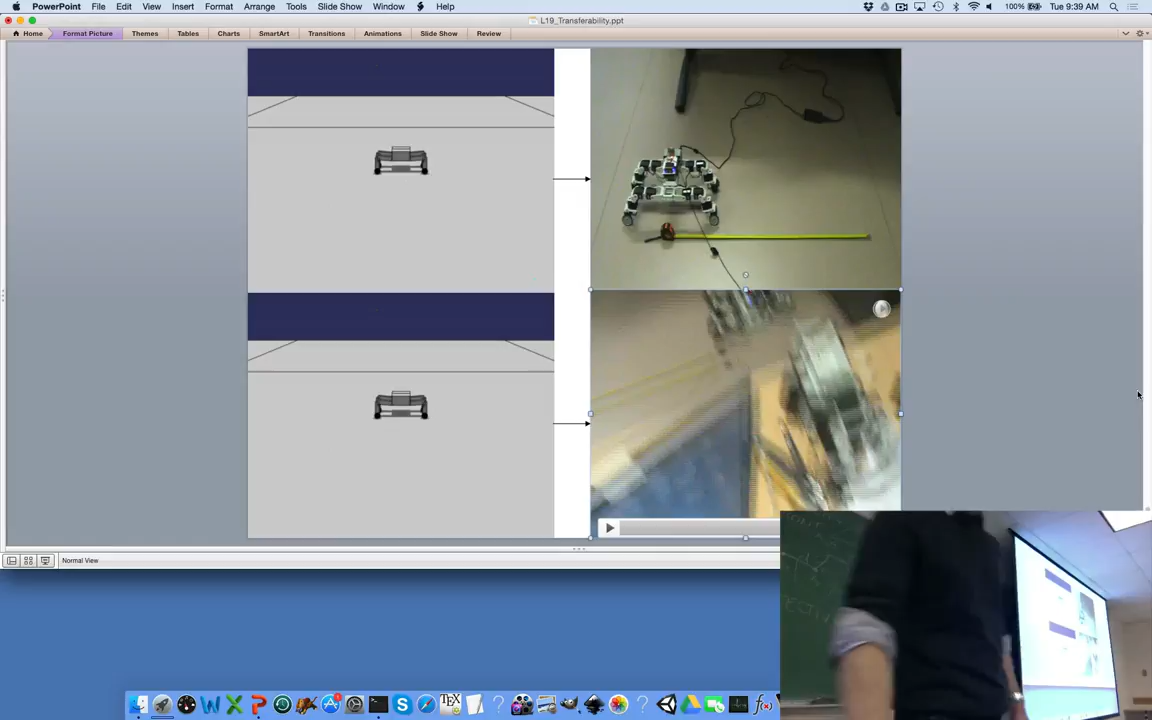 PowerPoint File Edit View Insert Format Arrange Tools Slide Show Window Help 100% Tue 9:39 AM
L19_Transferability.ppt
Home Format Picture Themes Tables Charts SmartArt Transitions Animations Slide Show Review
Normal View